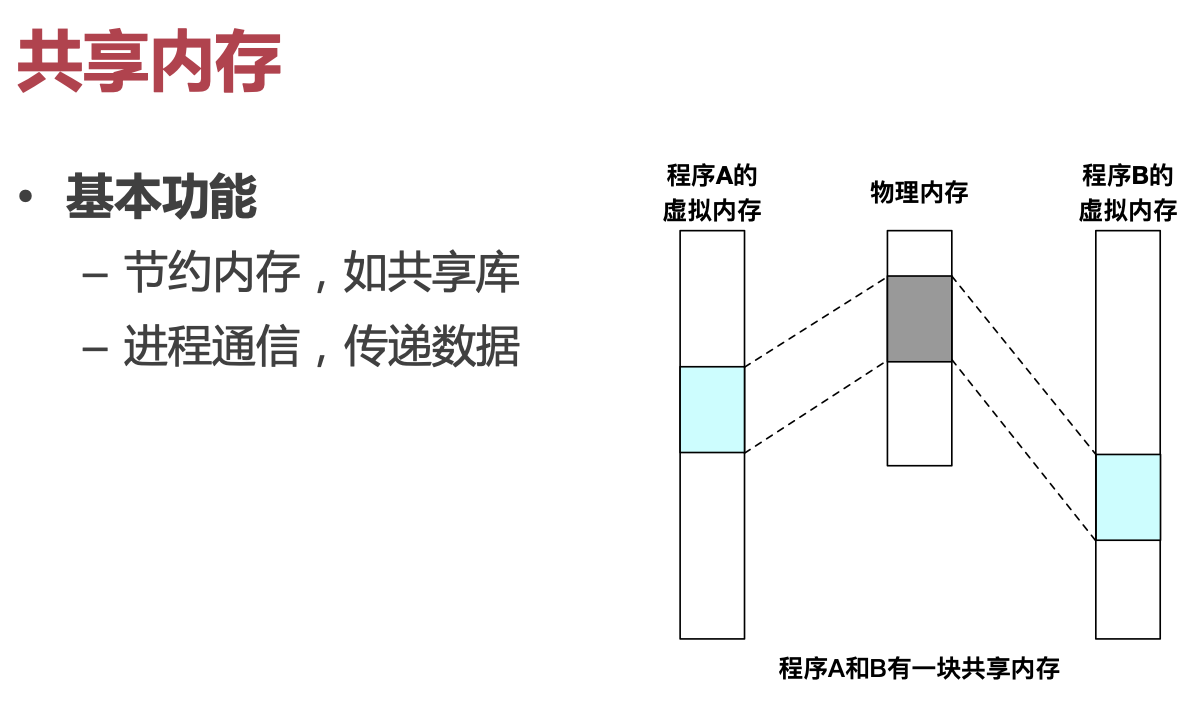 共享内存
• 基本功能
– 节约内存，如共享库
– 进程通信，传递数据
程序A的
虚拟内存
物理内存
程序B的
虚拟内存
程序A和B有一块共享内存